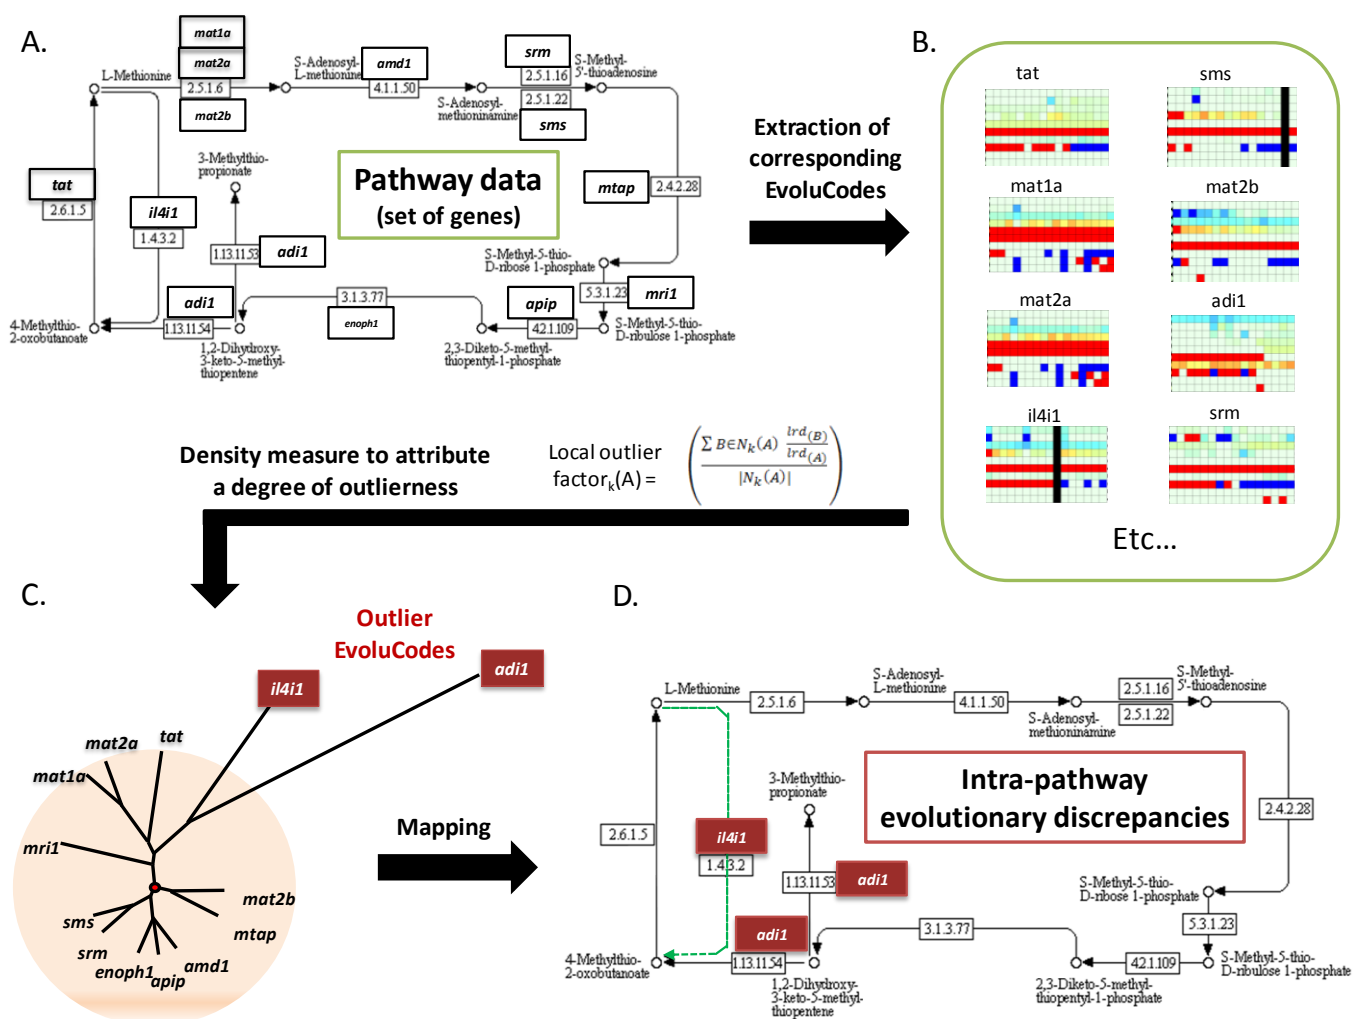 A.
mat1a
mat2a
L-Methionine
2.5.1.6
mat2b
S-Adenosyl-
L-methionine
amd1
4.1.1.50
S-Adenosyl-
methioninamine
srm
2.5.1.16
2.5.1.22
sms
S-Methyl-
5'-thioadenosine
3-Methylthio-
propionate
Pathway data
(set of genes)
mtap
2.4.2.28
tat
2.6.1.5
il4i1
1.4.3.2
1.13.11.53
adi1
S-Methyl-5-thio-
D-ribose 1-phosphate
5.3.1.23
mri1
adi1
1.13.11.54
3.1.3.77
enoph1
apip
4.2.1.109
4-Methylthio-
2-oxobutanoate
1,2-Dihydroxy-
3-keto-5-methyl-
thiopentene
2,3-Diketo-5-methyl-
thiopentyl-1-phosphate
S-Methyl-5-thio-
D-ribulose 1-phosphate
Extraction of
corresponding
EvoluCodes
B.
tat
sms
mat1a
mat2b
mat2a
adi1
il4i1
srm
Etc...
Density measure to attribute
a degree of outlierness
Local outlier
factorₖ(A) =
(∑ B∈Nₖ(A) lrd(B)/lrd(A) / |Nₖ(A)|)
C.
Outlier
EvoluCodes
il4i1
adi1
mat2a
tat
mat1a
mri1
mat2b
sms
mtap
srm
enoph1
amd1
apip
Mapping
D.
L-Methionine
2.5.1.6
S-Adenosyl-
L-methionine
4.1.1.50
S-Adenosyl-
methioninamine
2.5.1.16
2.5.1.22
S-Methyl-
5'-thioadenosine
3-Methylthio-
propionate
Intra-pathway
evolutionary discrepancies
2.4.2.28
2.6.1.5
il4i1
1.4.3.2
1.13.11.53
adi1
S-Methyl-5-thio-
D-ribose 1-phosphate
5.3.1.23
adi1
1.13.11.54
3.1.3.77
4.2.1.109
4-Methylthio-
2-oxobutanoate
1,2-Dihydroxy-
3-keto-5-methyl-
thiopentene
2,3-Diketo-5-methyl-
thiopentyl-1-phosphate
S-Methyl-5-thio-
D-ribulose 1-phosphate